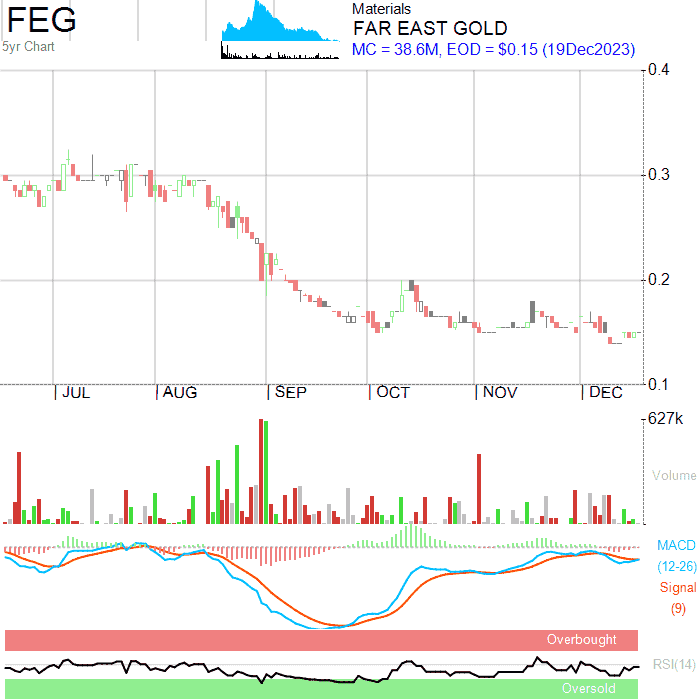 FEG
5yr Chart
Materials
FAR EAST GOLD
MC = 38.6M, EOD = $0.15 (19Dec2023)
0.4
0.3
0.2
0.1
JUL
AUG
SEP
OCT
NOV
DEC
627k
Volume
MACD
(12-26)
Signal
(9)
Overbought
RSI(14)
Oversold